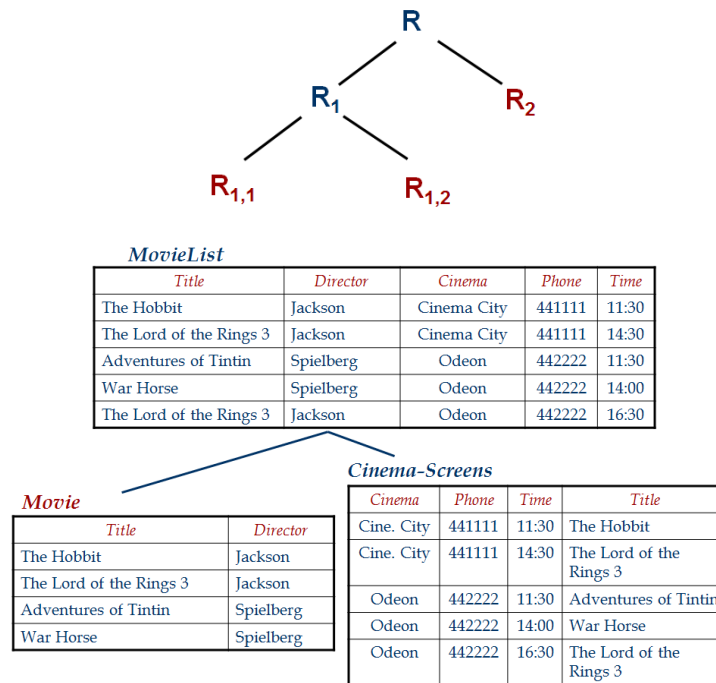 R
R1
R2
R1,1
R1,2
MovieList
Title Director Cinema Phone Time
The Hobbit Jackson Cinema City 441111 11:30
The Lord of the Rings 3 Jackson Cinema City 441111 14:30
Adventures of Tintin Spielberg Odeon 442222 11:30
War Horse Spielberg Odeon 442222 14:00
The Lord of the Rings 3 Jackson Odeon 442222 16:30
Movie
Title Director
The Hobbit Jackson
The Lord of the Rings 3 Jackson
Adventures of Tintin Spielberg
War Horse Spielberg
Cinema-Screens
Cinema Phone Time Title
Cine. City 441111 11:30 The Hobbit
Cine. City 441111 14:30 The Lord of the
Rings 3
Odeon 442222 11:30 Adventures of Tintin
Odeon 442222 14:00 War Horse
Odeon 442222 16:30 The Lord of the
Rings 3